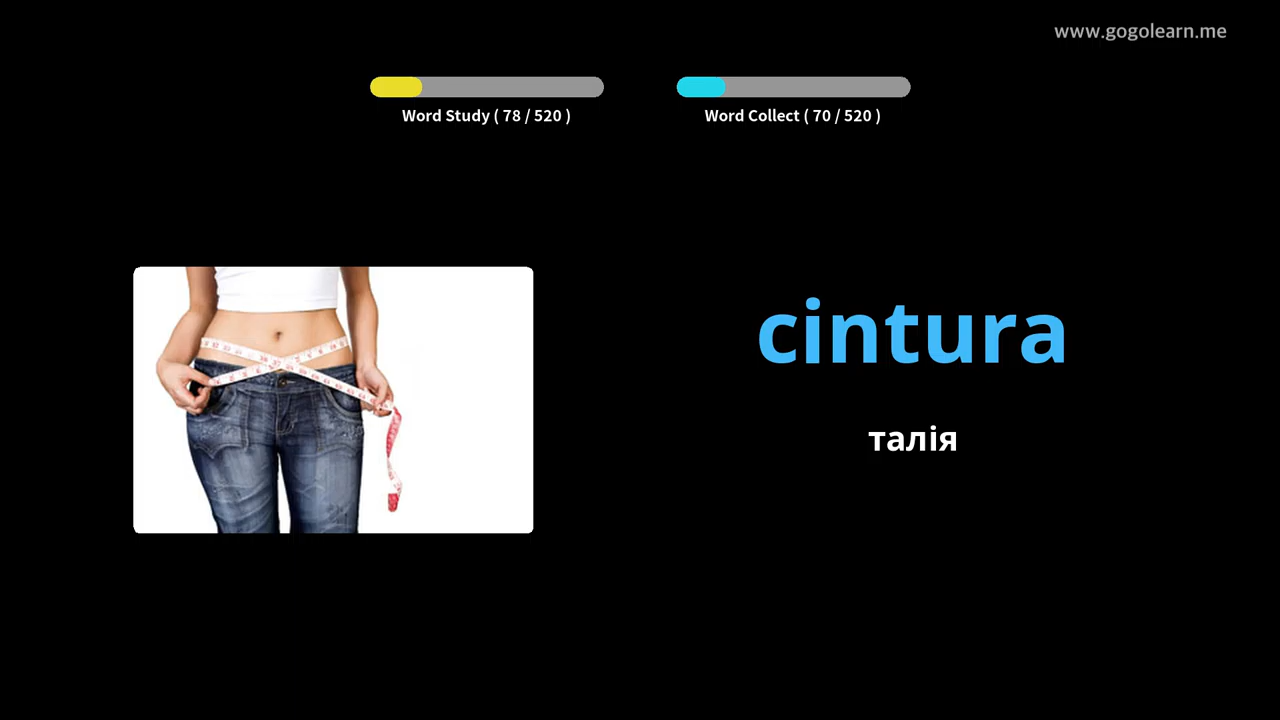 www.gogolearn.me
Word Study ( 78 / 520 )
Word Collect ( 70 / 520 )
cintura
талія